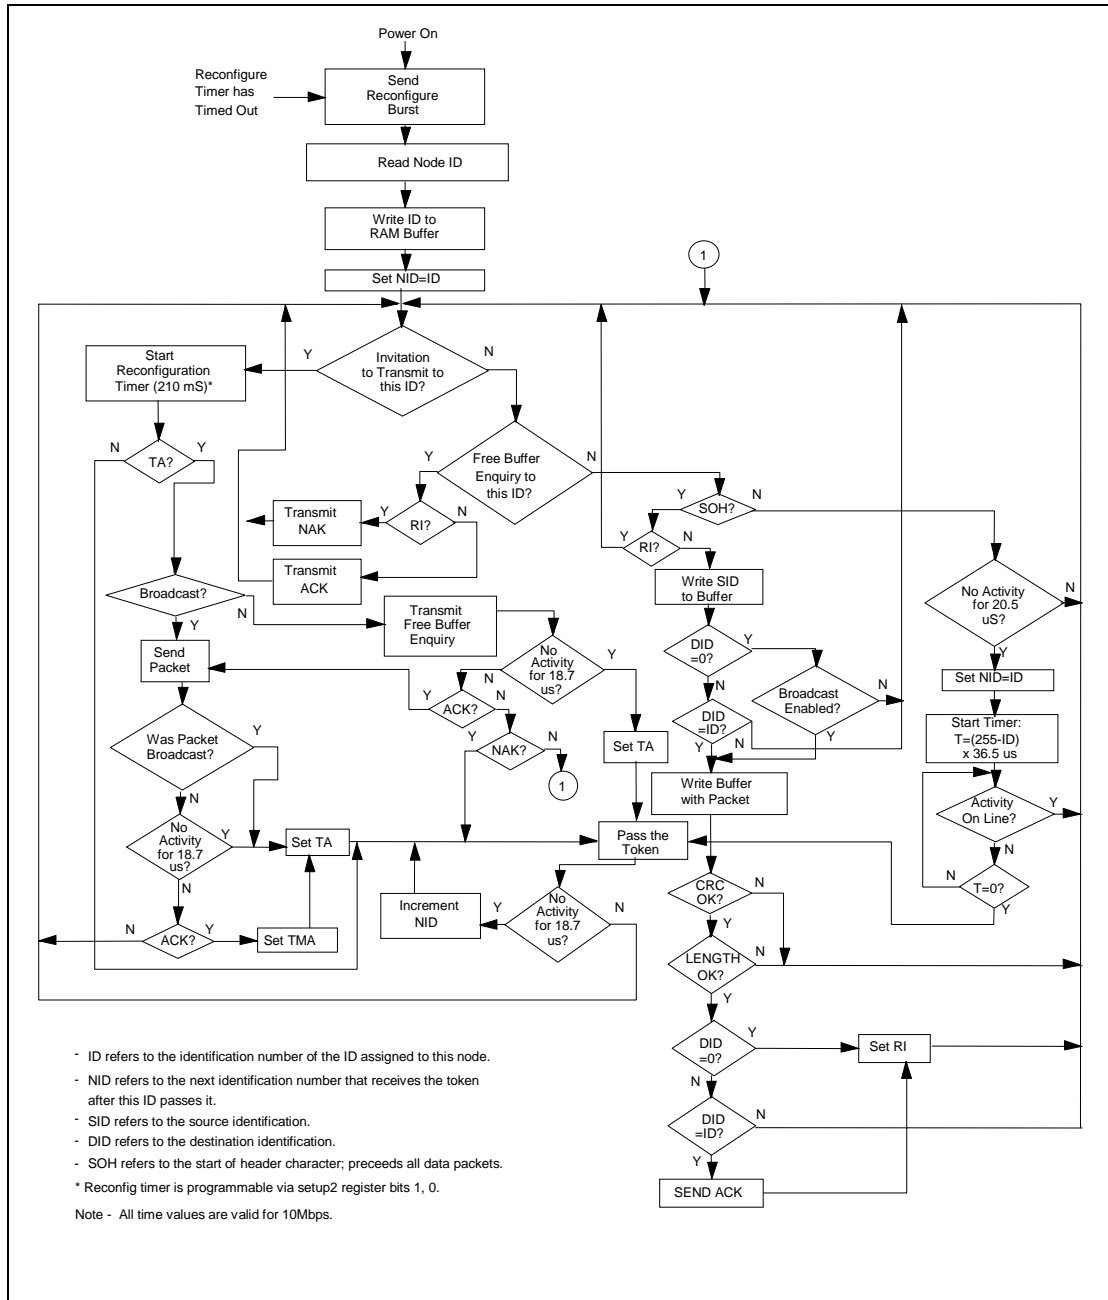 Power On
Reconfigure
Timer has
Timed Out
Send
Reconfigure
Burst
Read Node ID
Write ID to
RAM Buffer
Set NID=ID
1
Invitation
to Transmit to
this ID?
Y
N
Start
Reconfiguration
Timer (210 mS)*
N
TA?
Y
Free Buffer
Enquiry to
this ID?
Y
N
Transmit
NAK
Y
RI?
N
Transmit
ACK
Y
SOH?
N
Y
RI?
N
Write SID
to Buffer
No Activity
for 20.5
uS?
N
Y
Broadcast?
N
Y
Transmit
Free Buffer
Enquiry
No
Activity
for 18.7
us?
N
Y
DID
=0?
Y
N
Broadcast
Enabled?
N
Y
Set NID=ID
Send
Packet
Y
ACK?
N
DID
=ID?
Y
N
Start Timer:
T=(255-ID)
x 36.5 us
Was Packet
Broadcast?
Y
N
NAK?
Y
N
1
Set TA
Write Buffer
with Packet
Activity
On Line?
Y
N
No
Activity
for 18.7
us?
Y
N
Set TA
Pass the
Token
N
T=0?
Y
CRC
OK?
N
Y
Increment
NID
Y
No
Activity
for 18.7
us?
N
N
ACK?
Y
Set TMA
LENGTH
OK?
N
Y
DID
=0?
Y
N
Set RI
DID
=ID?
N
Y
SEND ACK
- ID refers to the identification number of the ID assigned to this node.
- NID refers to the next identification number that receives the token
after this ID passes it.
- SID refers to the source identification.
- DID refers to the destination identification.
- SOH refers to the start of header character; preceeds all data packets.
* Reconfig timer is programmable via setup2 register bits 1, 0.
Note - All time values are valid for 10Mbps.